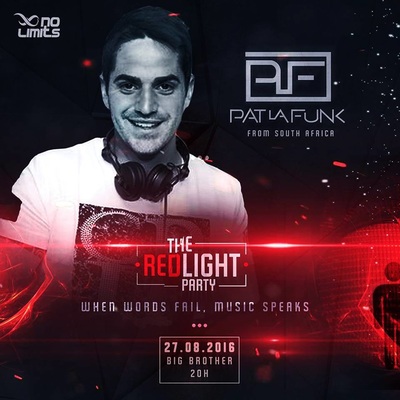 no
Limits
PLF
PAT LA FUNK
FROM SOUTH AFRICA
THE
REDLIGHT
PARTY
WHEN WORDS FAIL, MUSIC SPEAKS
27.08.2016
BIG BROTHER
20H